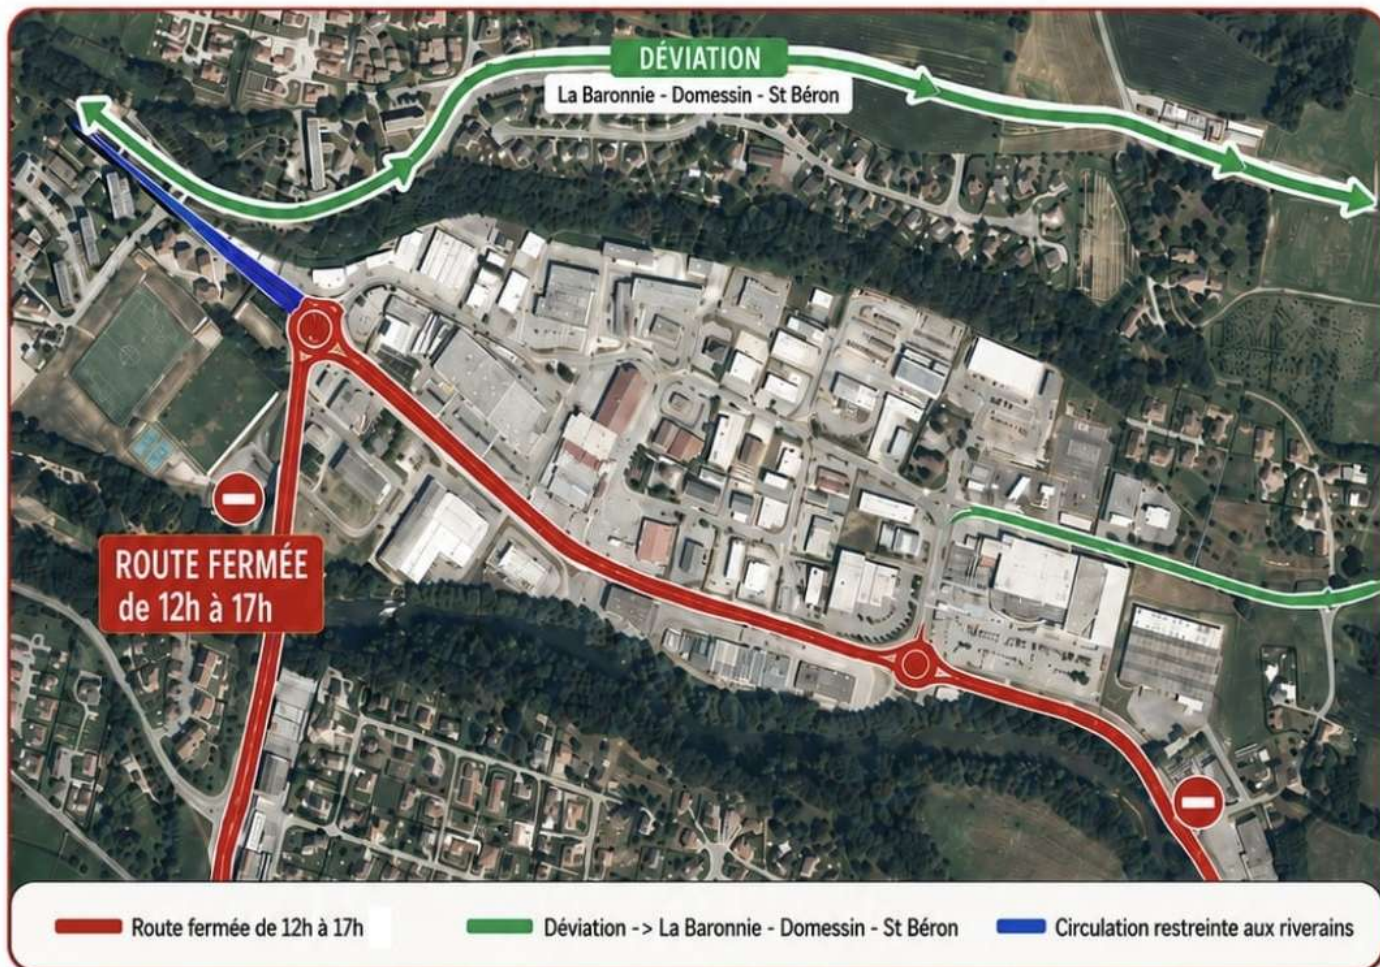 DÉVIATION
La Baronnie - Domessin - St Béron
ROUTE FERMÉE
de 12h à 17h
Route fermée de 12h à 17h
Déviation -> La Baronnie - Domessin - St Béron
Circulation restreinte aux riverains